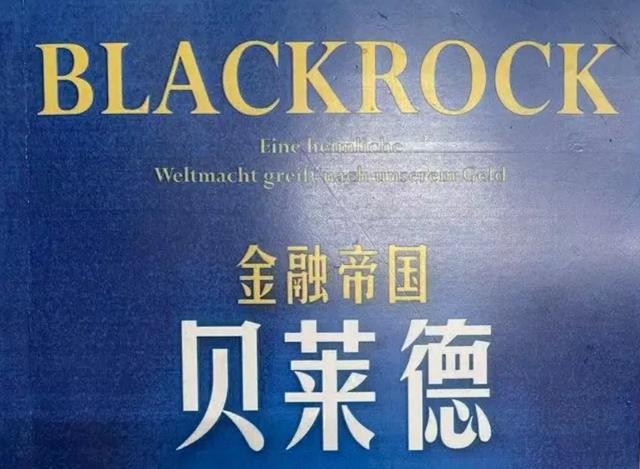 BLACKROCK
Eine heimliche
Weltmacht greift nach unserem Geld
金融帝国
贝莱德